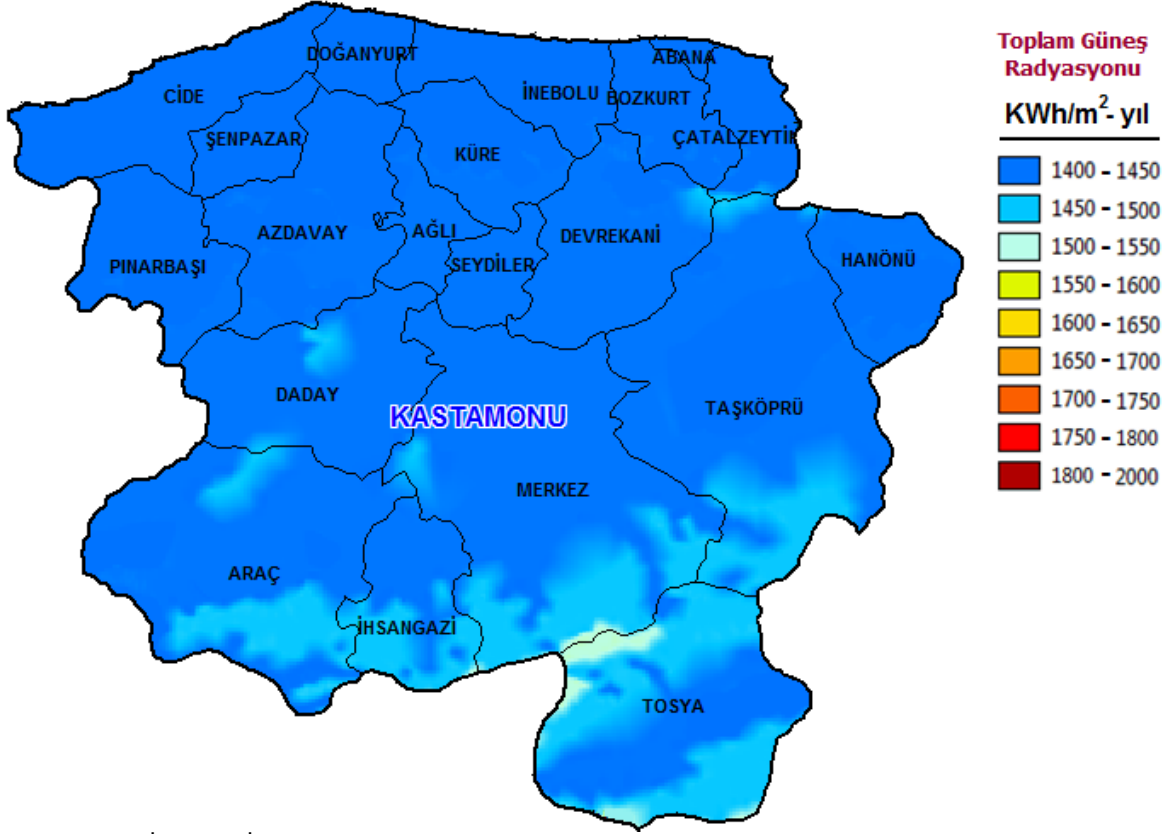 Toplam Güneş
Radyasyonu
KWh/m²- yıl
1400 - 1450
1450 - 1500
1500 - 1550
1550 - 1600
1600 - 1650
1650 - 1700
1700 - 1750
1750 - 1800
1800 - 2000
DOĞANYURT
ABANA
CİDE
İNEBOLU
BOZKURT
ŞENPAZAR
KÜRE
ÇATALZEYTİN
AZDAVAY
AĞLI
DEVREKANİ
PINARBAŞI
SEYDİLER
HANÖNÜ
DADAY
KASTAMONU
TAŞKÖPRÜ
MERKEZ
ARAÇ
İHSANGAZİ
TOSYA